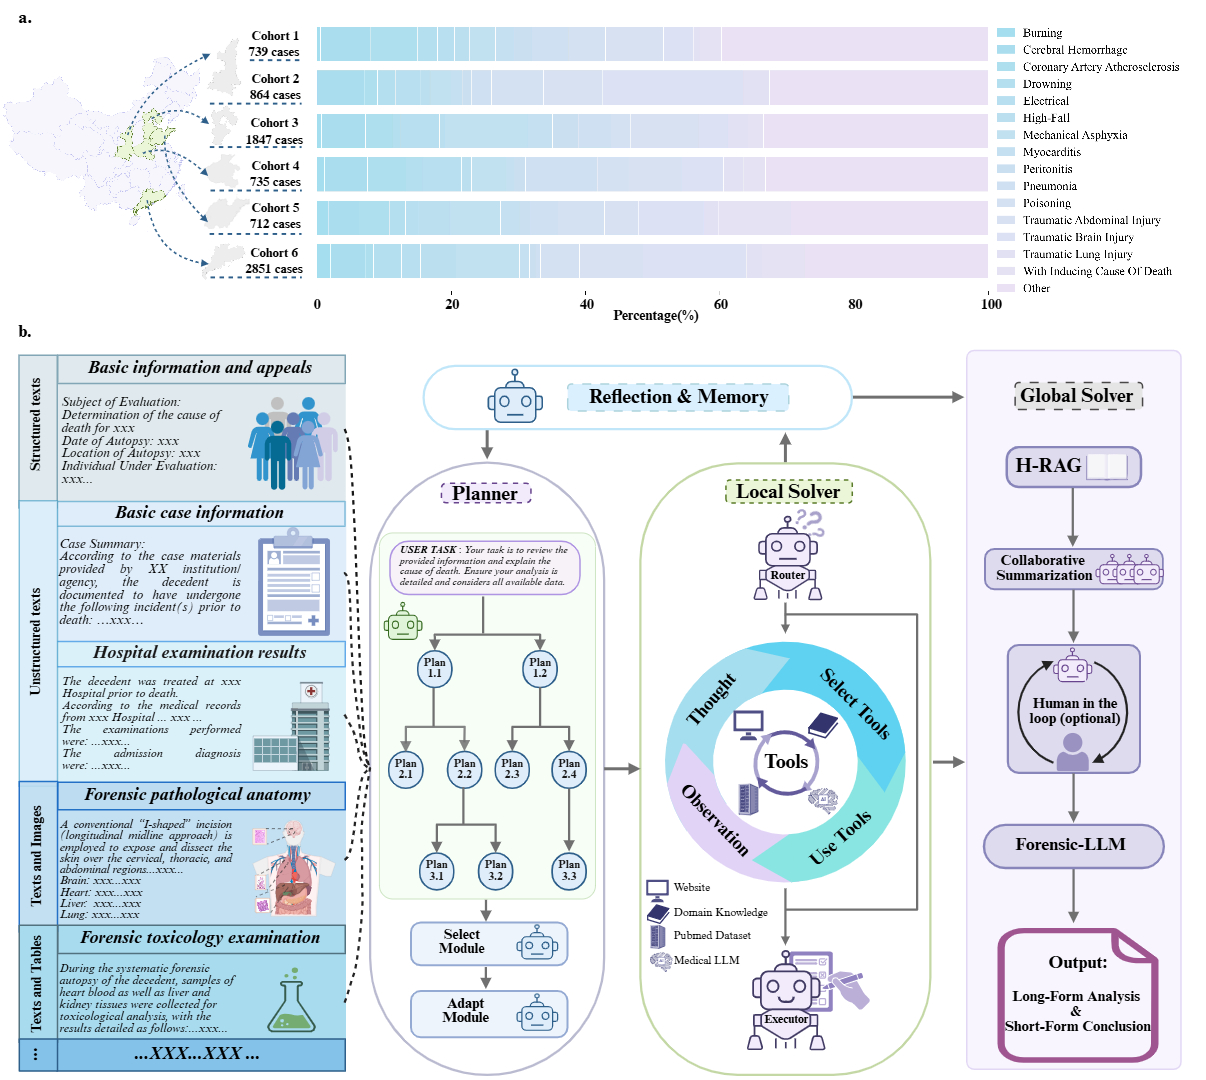 a.
Cohort 1
739 cases
Cohort 2
864 cases
Cohort 3
1847 cases
Cohort 4
735 cases
Cohort 5
712 cases
Cohort 6
2851 cases
0 20 40 60 80 100
Percentage(%)
Burning
Cerebral Hemorrhage
Coronary Artery Atherosclerosis
Drowning
Electrical
High-Fall
Mechanical Asphyxia
Myocarditis
Peritonitis
Pneumonia
Poisoning
Traumatic Abdominal Injury
Traumatic Brain Injury
Traumatic Lung Injury
With Inducing Cause Of Death
Other
b.
Structured texts
Basic information and appeals
Subject of Evaluation:
Determination of the cause of
death for xxx
Date of Autopsy: xxx
Location of Autopsy: xxx
Individual Under Evaluation:
xxx...
Unstructured texts
Basic case information
Case Summary:
According to the case materials
provided by XX institution/
agency, the decedent is
documented to have undergone
the following incident(s) prior to
death: ...xxx...
Hospital examination results
The decedent was treated at xxx
Hospital prior to death.
According to the medical records
from xxx Hospital ... xxx ...
The examinations performed
were: ...xxx...
The admission diagnosis
were: ...xxx...
Texts and Images
Forensic pathological anatomy
A conventional “I-shaped” incision
(longitudinal midline approach) is
employed to expose and dissect the
skin over the cervical, thoracic, and
abdominal regions...xxx...
Brain: xxx...xxx
Heart: xxx...xxx
Liver: xxx...xxx
Lung: xxx...xxx
Texts and Tables
Forensic toxicology examination
During the systematic forensic
autopsy of the decedent, samples of
heart blood as well as liver and
kidney tissues were collected for
toxicological analysis, with the
results detailed as follows:...xxx...
...
...XXX...XXX ...
Reflection & Memory
Planner
USER TASK : Your task is to review the
provided information and explain the
cause of death. Ensure your analysis is
detailed and considers all available data.
Plan
1.1
Plan
1.2
Plan
2.1
Plan
2.2
Plan
2.3
Plan
2.4
Plan
3.1
Plan
3.2
Plan
3.3
Select
Module
Adapt
Module
Local Solver
???
Router
Thought
Select Tools
Tools
AI
Observation
Use Tools
Website
Domain Knowledge
Pubmed Dataset
AI
Medical LLM
Executor
Global Solver
H-RAG
Collaborative
Summarization
Human in the
loop (optional)
Forensic-LLM
Output:
Long-Form Analysis
&
Short-Form Conclusion